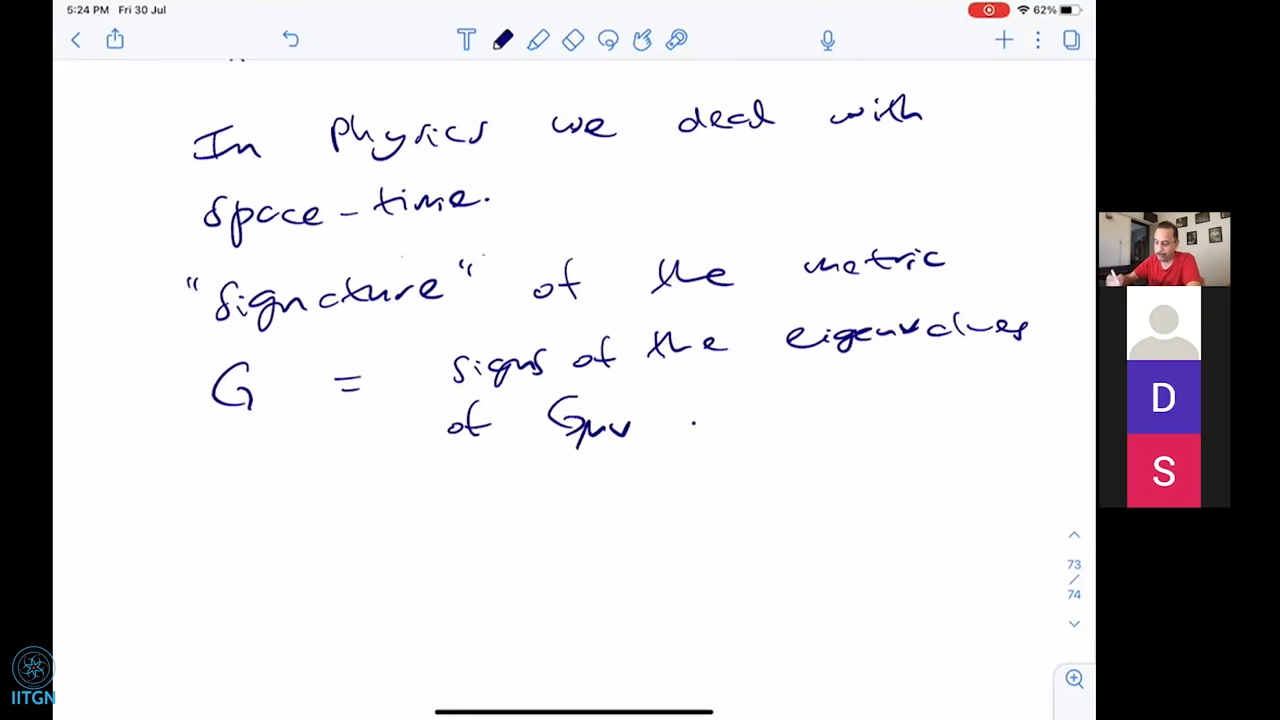 5:24 PM Fri 30 Jul
62%
In Physics we deal with
space-time.
"Signature" of the metric
G = signs of the eigenvalues
of Gμν .
D
S
73
/
74
IITGN